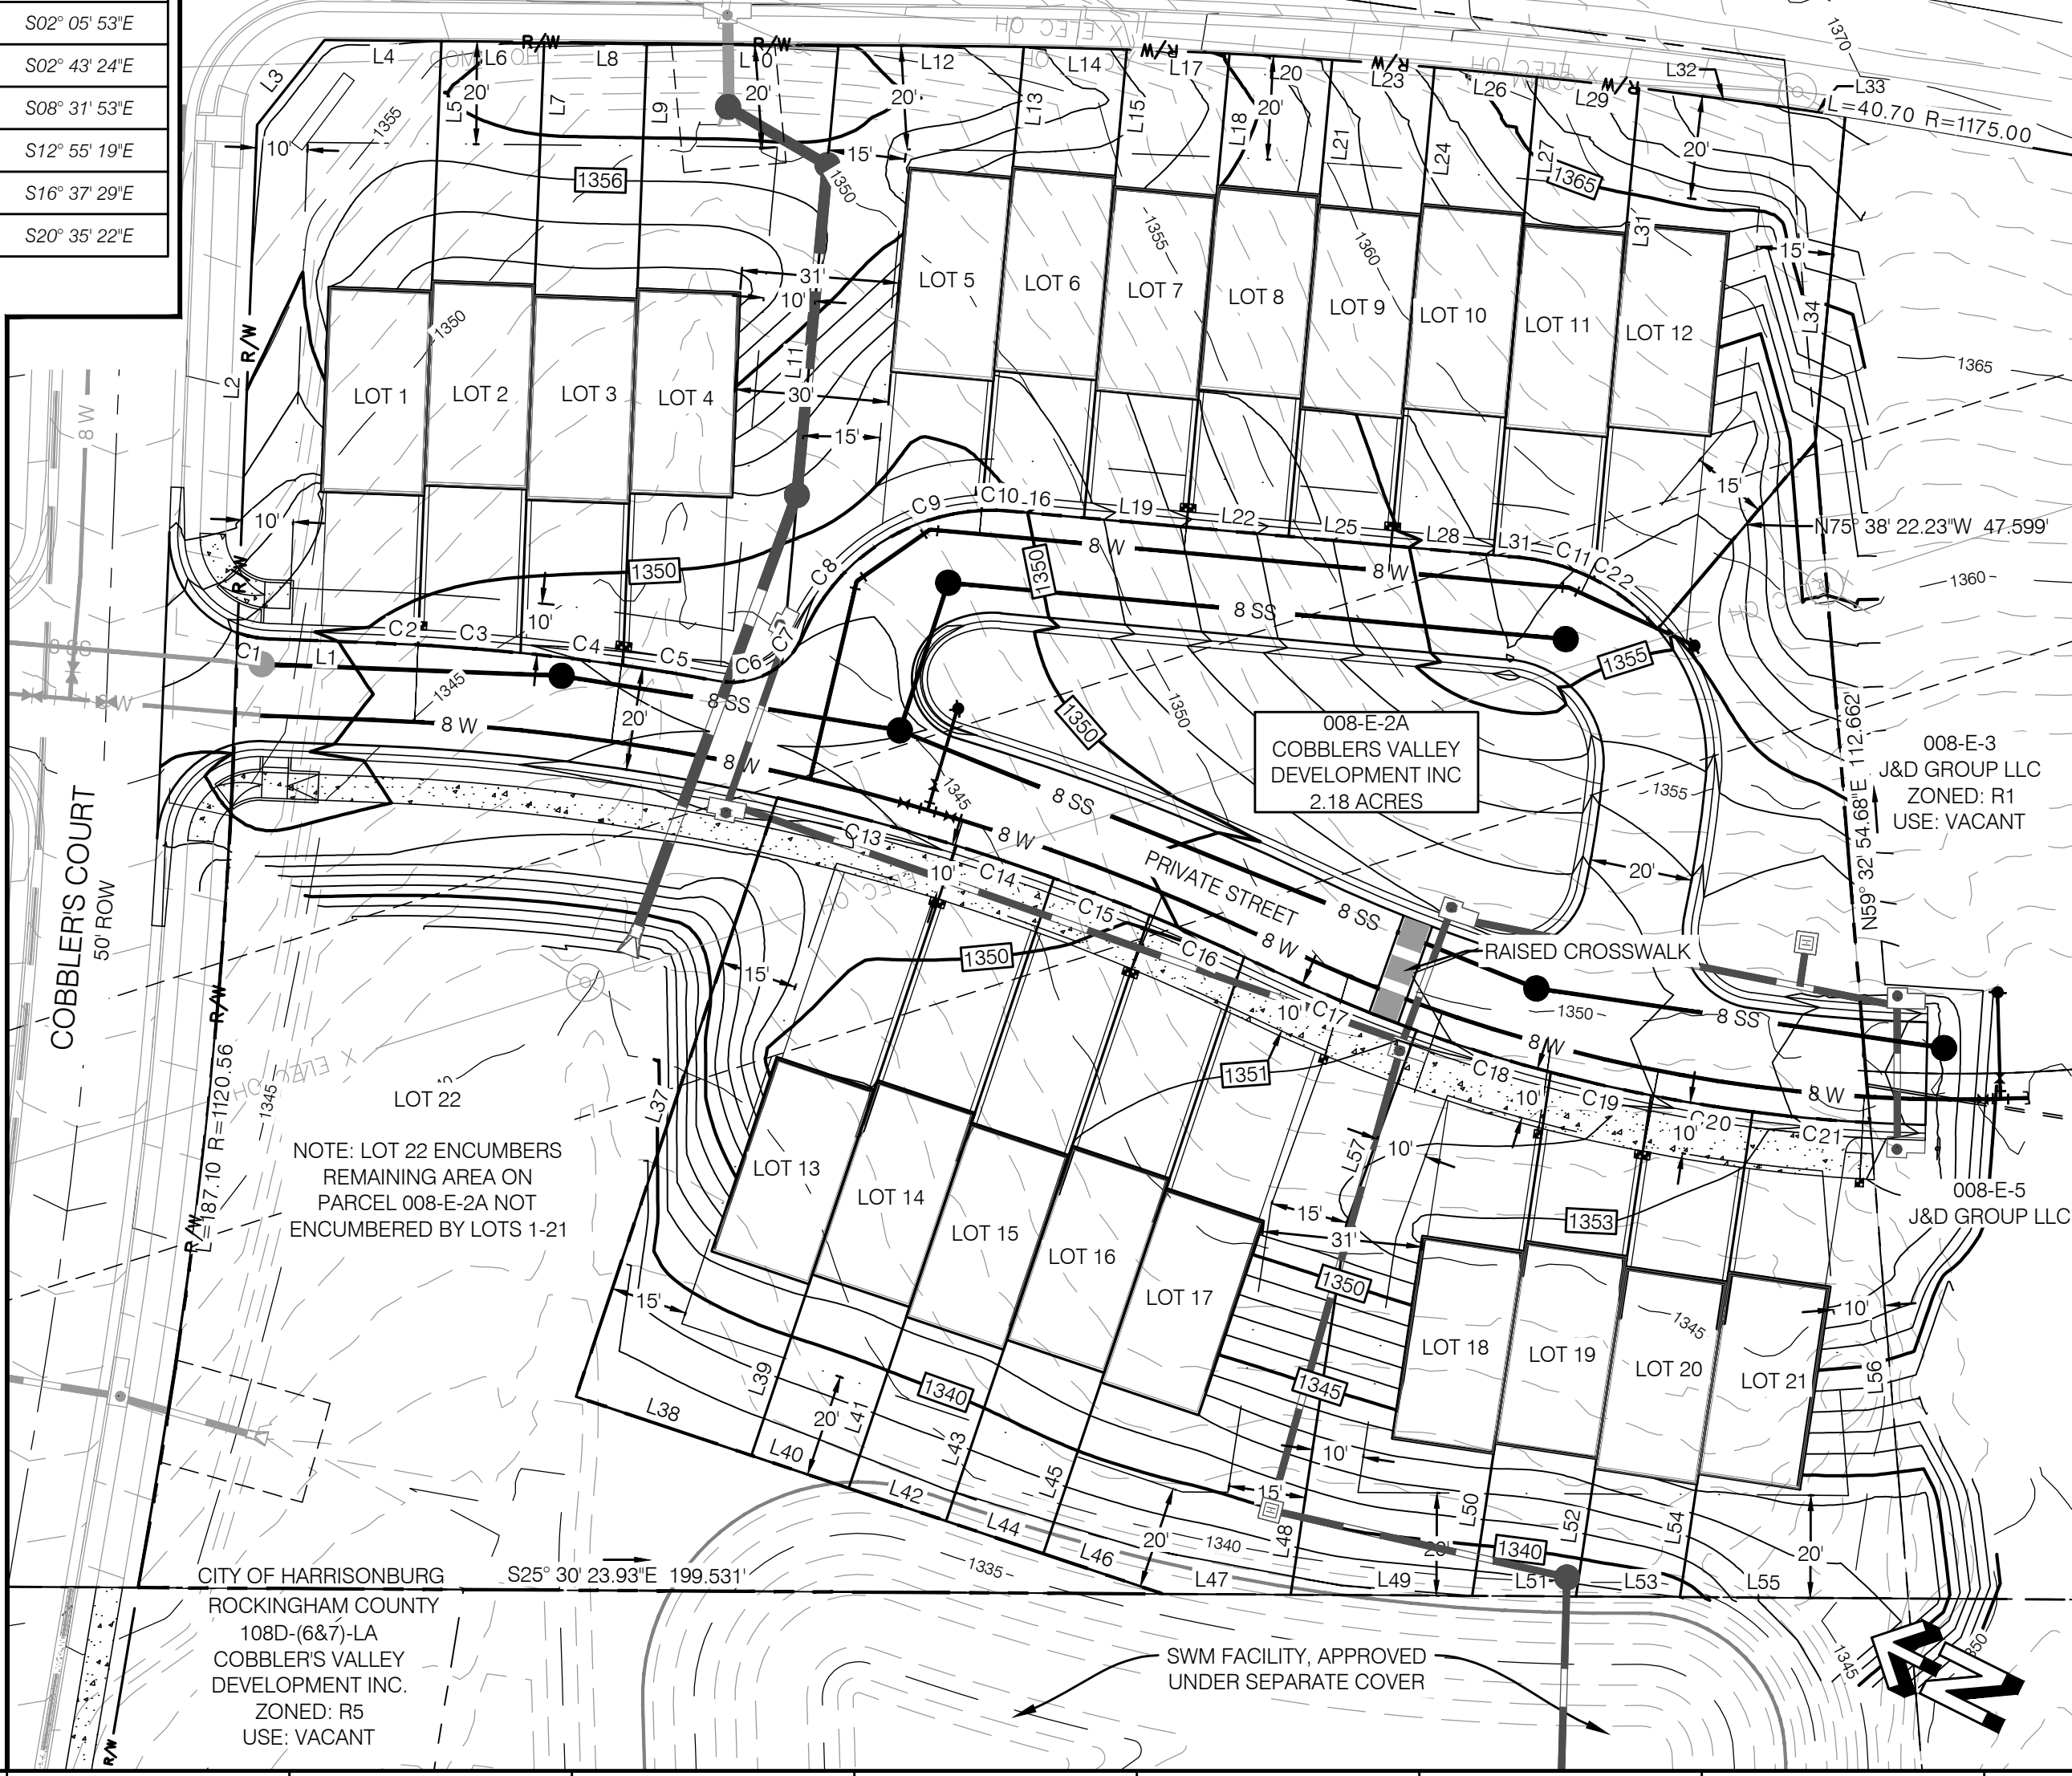 S02° 05' 53"E
S02° 43' 24"E
S08° 31' 53"E
S12° 55' 19"E
S16° 37' 29"E
S20° 35' 22"E
X ELEC OH
1370
L3
L4
L6
R/W
L8
L10
R/W
L12
L14
R/W
L17
L20
R/W
L23
L26
L29
R/W
L32
L33
L=40.70 R=1175.00
20'
L5
L7
L9
20'
20'
L13
L15
L18
20'
L21
L24
L27
20'
1355
10'
15'
1350
1356
1365
L31
15'
R/W
L2
8 W
1350
31'
10'
L11
30'
15'
LOT 1
LOT 2
LOT 3
LOT 4
LOT 5
LOT 6
LOT 7
LOT 8
LOT 9
LOT 10
LOT 11
LOT 12
1355
1360
L34
1365
15'
N75° 38' 22.23"W 47.599'
1360
10'
R/W
1350
10'
C1
L1
C2
C3
C4
C5
C6
C7
C8
C9
C10
16
L19
L22
L25
L28
L31
C11
C22
8 SS
8 W
1345
8 W
20'
8 SS
8 W
8 W
1350
8 W
8 SS
1355
1350
1350
1345
8 SS
8 W
008-E-2A
COBBLERS VALLEY
DEVELOPMENT INC
2.18 ACRES
1355
20'
N59° 32' 54.68"E 112.662
008-E-3
J&D GROUP LLC
ZONED: R1
USE: VACANT
COBBLER'S COURT
50' ROW
C13
10'
C14
C15
C16
C17
C18
C19
C20
C21
PRIVATE STREET
8 SS
8 W
RAISED CROSSWALK
1350
8 SS
8 W
8 W
15'
1350
10'
1351
10'
10'
R/W
L=187.10 R=1120.56
R/W
1345
X ELEC OH
LOT 22
NOTE: LOT 22 ENCUMBERS
REMAINING AREA ON
PARCEL 008-E-2A NOT
ENCUMBERED BY LOTS 1-21
L37
LOT 13
LOT 14
LOT 15
LOT 16
LOT 17
L57
10'
15'
31'
1353
008-E-5
J&D GROUP LLC
1350
15'
10'
LOT 18
LOT 19
LOT 20
LOT 21
1345
L56
1345
L38
L39
1340
20'
L40
L41
L42
L43
L44
L45
L46
10'
15'
20'
1340
L47
L48
L49
L50
20'
1340
L51
L52
L53
L54
L55
20'
1335
CITY OF HARRISONBURG
S25° 30' 23.93"E 199.531'
ROCKINGHAM COUNTY
108D-(6&7)-LA
COBBLER'S VALLEY
DEVELOPMENT INC.
ZONED: R5
USE: VACANT
SWM FACILITY, APPROVED
UNDER SEPARATE COVER
1345
N
R/W